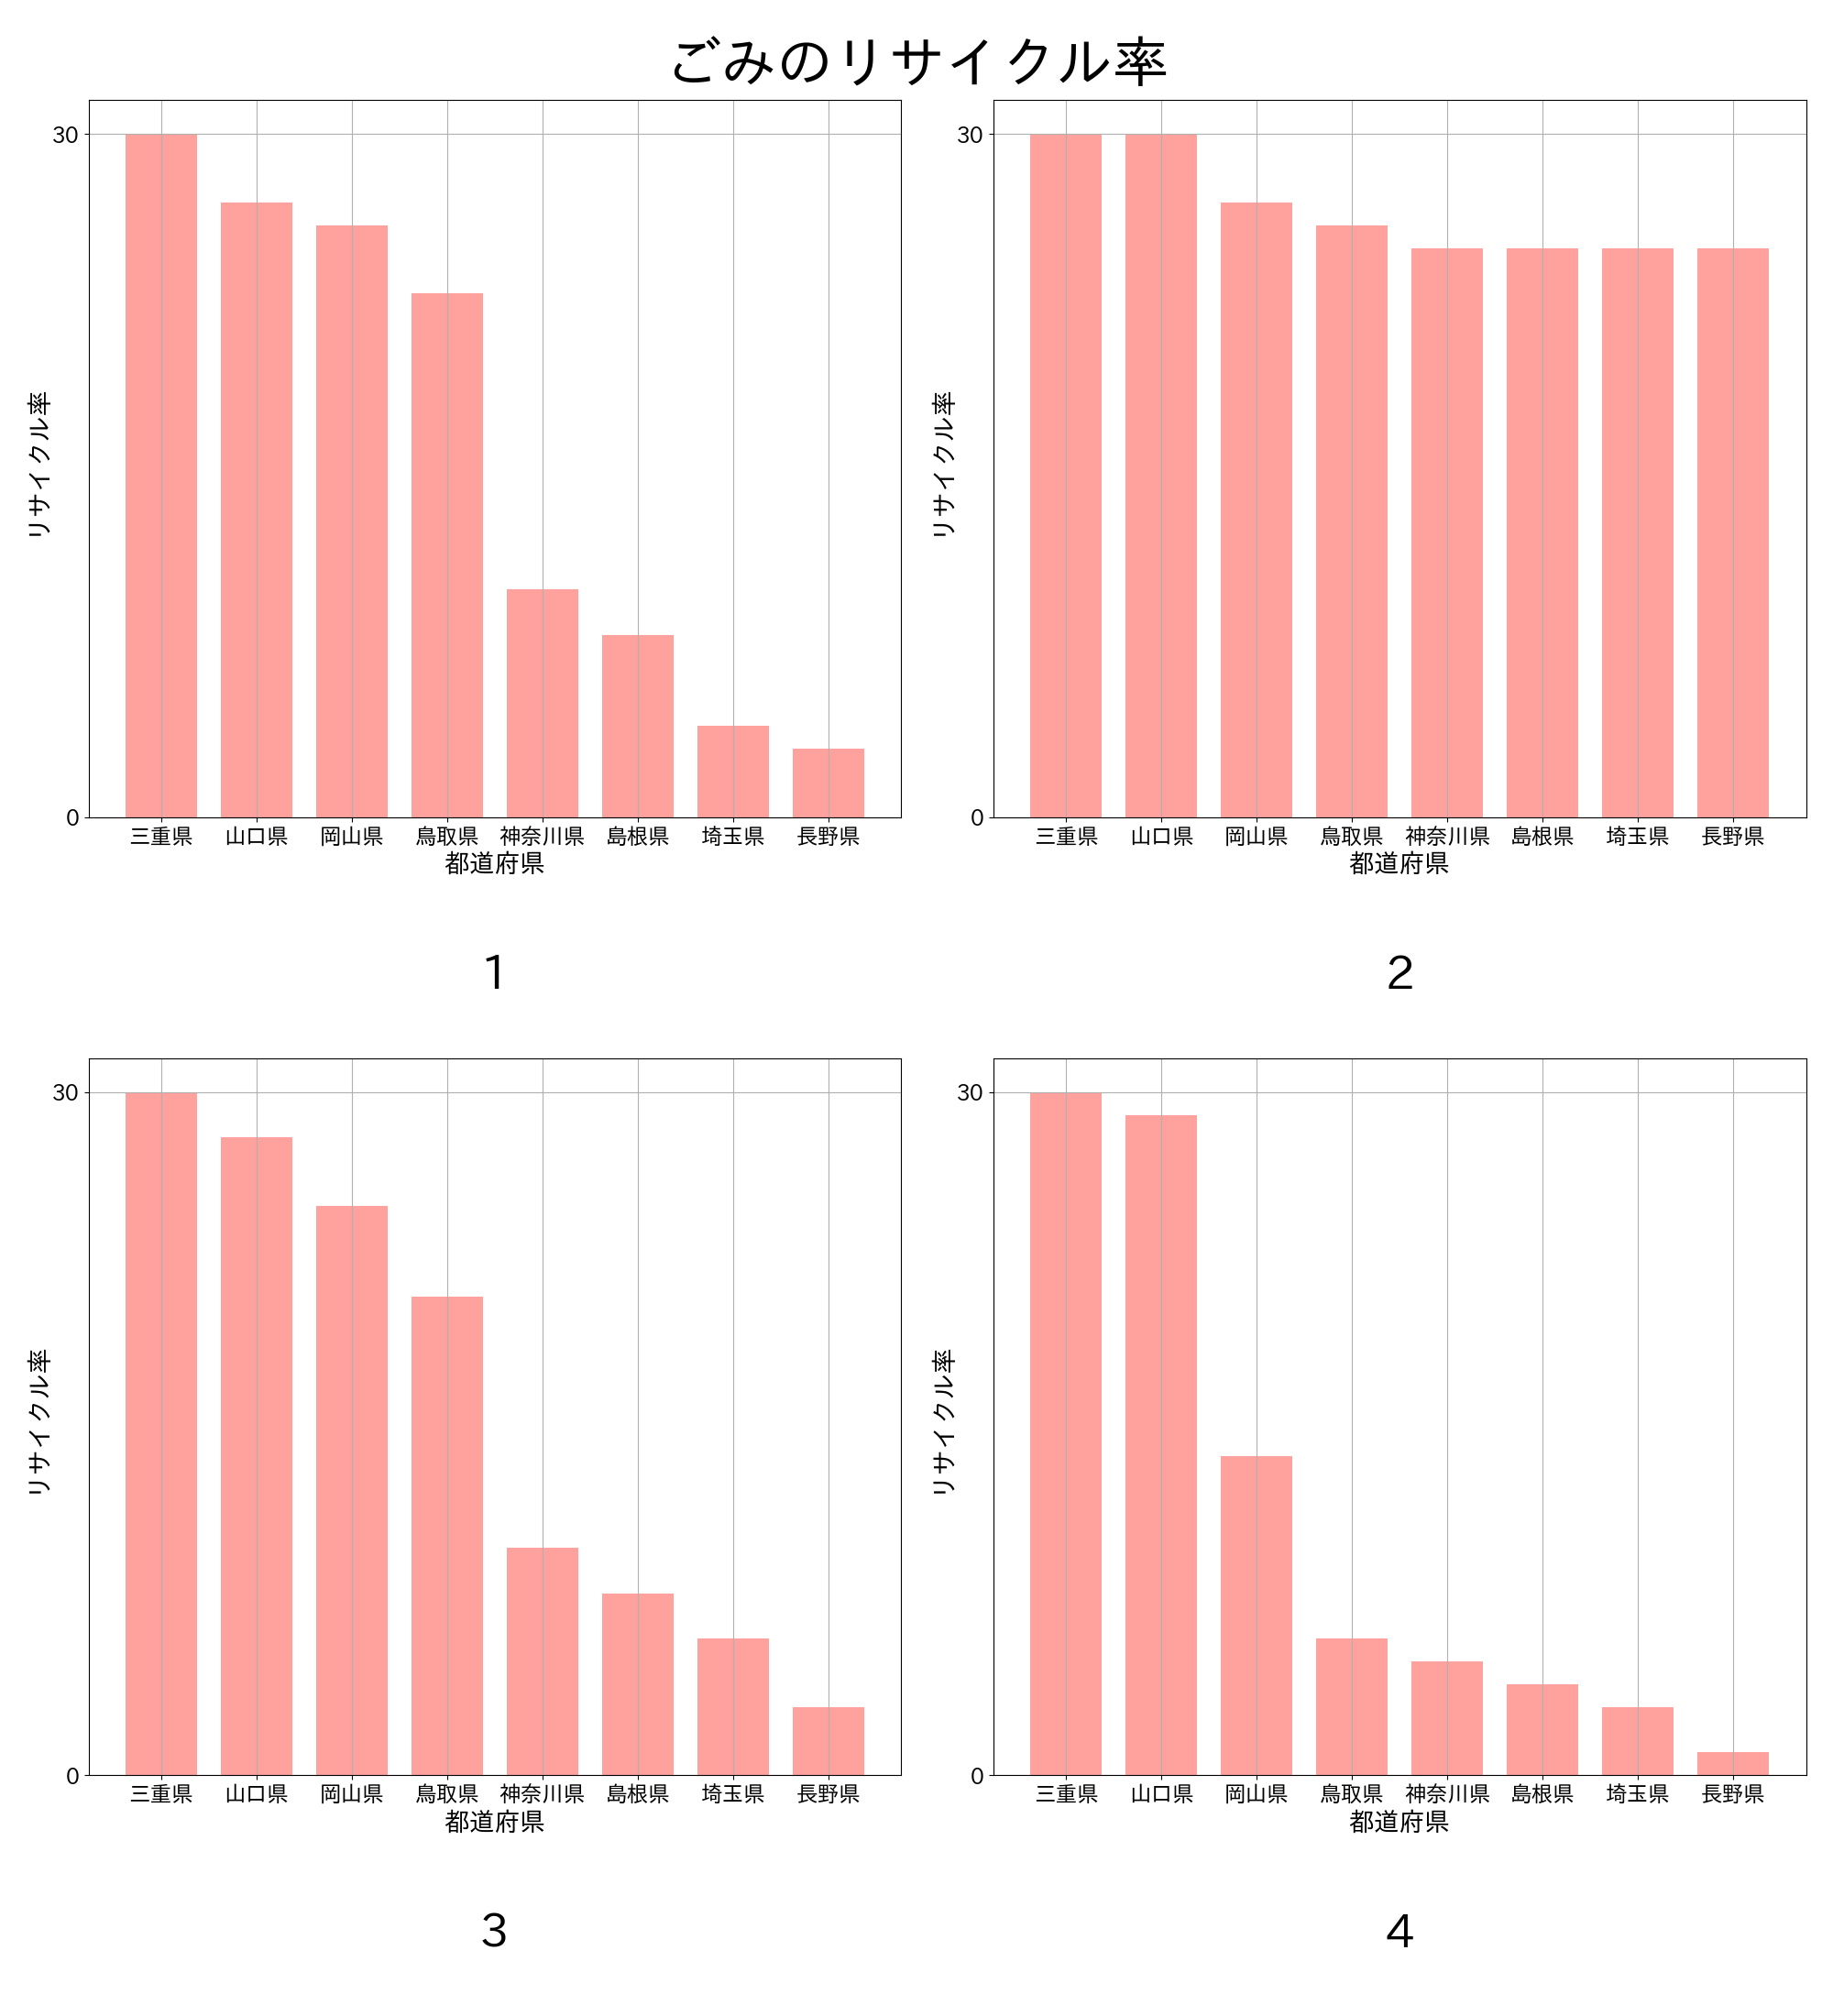 ごみのリサイクル率
30
0
リサイクル率
三重県 山口県 岡山県 鳥取県 神奈川県 島根県 埼玉県 長野県
都道府県
1
30
0
リサイクル率
三重県 山口県 岡山県 鳥取県 神奈川県 島根県 埼玉県 長野県
都道府県
2
30
0
リサイクル率
三重県 山口県 岡山県 鳥取県 神奈川県 島根県 埼玉県 長野県
都道府県
3
30
0
リサイクル率
三重県 山口県 岡山県 鳥取県 神奈川県 島根県 埼玉県 長野県
都道府県
4